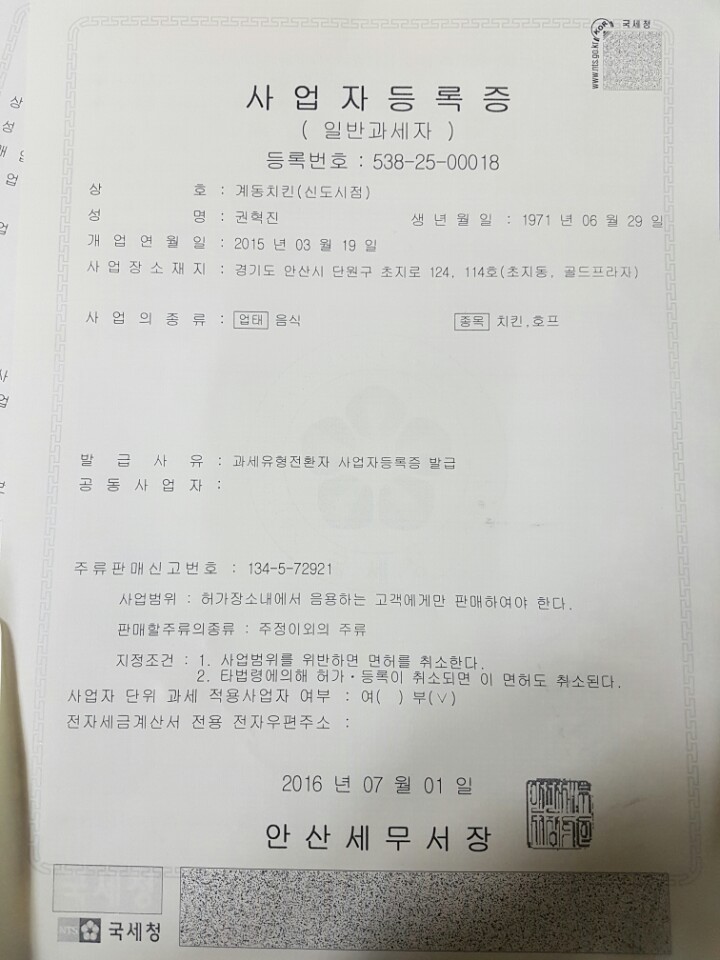 국세청
KOR
www.nts.go.kr
사 업 자 등 록 증
( 일반과세자 )
등록번호 : 538-25-00018
상 호 : 계동치킨(신도시점)
성 명 : 권혁진 생 년 월 일 : 1971 년 06 월 29 일
개 업 연 월 일 : 2015 년 03 월 19 일
사 업 장 소 재 지 : 경기도 안산시 단원구 초지로 124, 114호(초지동, 골드프라자)
사 업 의 종 류 : 업태 음식 종목 치킨,호프
발 급 사 유 : 과세유형전환자 사업자등록증 발급
공 동 사 업 자 :
주류판매신고번호 : 134-5-72921
사업범위 : 허가장소내에서 음용하는 고객에게만 판매하여야 한다.
판매할주류의종류 : 주정이외의 주류
지정조건 : 1. 사업범위를 위반하면 면허를 취소한다.
2. 타법령에의해 허가·등록이 취소되면 이 면허도 취소된다.
사업자 단위 과세 적용사업자 여부 : 여( ) 부(∨)
전자세금계산서 전용 전자우편주소 :
2016 년 07 월 01 일
안 산 세 무 서 장
국세청
NTS 국세청